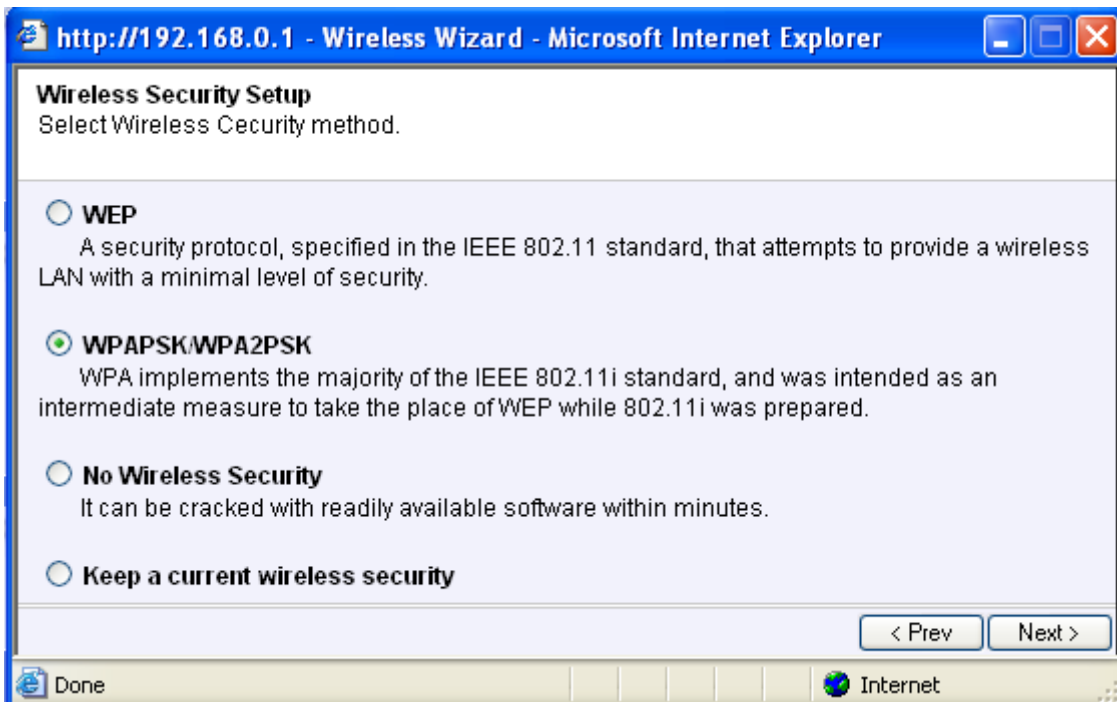 http://192.168.0.1 - Wireless Wizard - Microsoft Internet Explorer
Wireless Security Setup
Select Wireless Cecurity method.
WEP
A security protocol, specified in the IEEE 802.11 standard, that attempts to provide a wireless
LAN with a minimal level of security.
WPAPSK/WPA2PSK
WPA implements the majority of the IEEE 802.11i standard, and was intended as an
intermediate measure to take the place of WEP while 802.11i was prepared.
No Wireless Security
It can be cracked with readily available software within minutes.
Keep a current wireless security
< Prev Next >
Done Internet